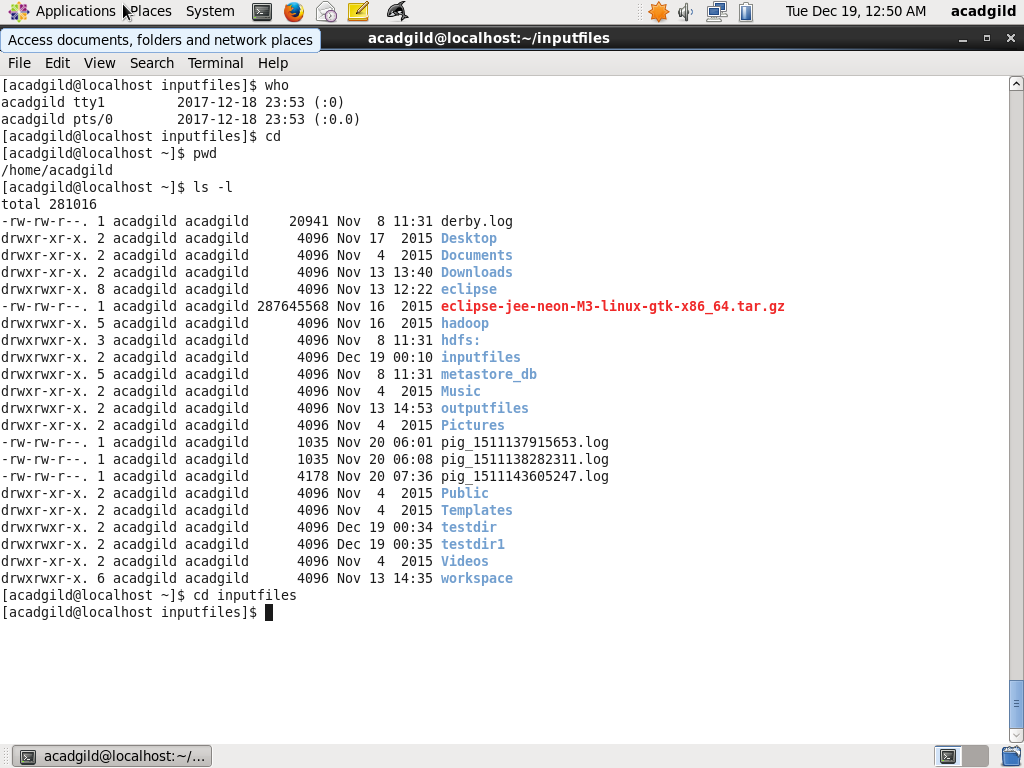 Applications Places System Tue Dec 19, 12:50 AM acadgild
Access documents, folders and network places
acadgild@localhost:~/inputfiles
File Edit View Search Terminal Help
[acadgild@localhost inputfiles]$ who
acadgild tty1         2017-12-18 23:53 (:0)
acadgild pts/0        2017-12-18 23:53 (:0.0)
[acadgild@localhost inputfiles]$ cd
[acadgild@localhost ~]$ pwd
/home/acadgild
[acadgild@localhost ~]$ ls -l
total 281016
-rw-rw-r--. 1 acadgild acadgild     20941 Nov  8 11:31 derby.log
drwxr-xr-x. 2 acadgild acadgild      4096 Nov 17  2015 Desktop
drwxr-xr-x. 2 acadgild acadgild      4096 Nov  4  2015 Documents
drwxr-xr-x. 2 acadgild acadgild      4096 Nov 13 13:40 Downloads
drwxrwxr-x. 8 acadgild acadgild      4096 Nov 13 12:22 eclipse
-rw-rw-r--. 1 acadgild acadgild 287645568 Nov 16  2015 eclipse-jee-neon-M3-linux-gtk-x86_64.tar.gz
drwxrwxr-x. 5 acadgild acadgild      4096 Nov 16  2015 hadoop
drwxrwxr-x. 3 acadgild acadgild      4096 Nov  8 11:31 hdfs:
drwxrwxr-x. 2 acadgild acadgild      4096 Dec 19 00:10 inputfiles
drwxrwxr-x. 5 acadgild acadgild      4096 Nov  8 11:31 metastore_db
drwxr-xr-x. 2 acadgild acadgild      4096 Nov  4  2015 Music
drwxrwxr-x. 2 acadgild acadgild      4096 Nov 13 14:53 outputfiles
drwxr-xr-x. 2 acadgild acadgild      4096 Nov  4  2015 Pictures
-rw-rw-r--. 1 acadgild acadgild      1035 Nov 20 06:01 pig_1511137915653.log
-rw-rw-r--. 1 acadgild acadgild      1035 Nov 20 06:08 pig_1511138282311.log
-rw-rw-r--. 1 acadgild acadgild      4178 Nov 20 07:36 pig_1511143605247.log
drwxr-xr-x. 2 acadgild acadgild      4096 Nov  4  2015 Public
drwxr-xr-x. 2 acadgild acadgild      4096 Nov  4  2015 Templates
drwxrwxr-x. 2 acadgild acadgild      4096 Dec 19 00:34 testdir
drwxrwxr-x. 2 acadgild acadgild      4096 Dec 19 00:35 testdir1
drwxr-xr-x. 2 acadgild acadgild      4096 Nov  4  2015 Videos
drwxrwxr-x. 6 acadgild acadgild      4096 Nov 13 14:35 workspace
[acadgild@localhost ~]$ cd inputfiles
[acadgild@localhost inputfiles]$
acadgild@localhost:~/...